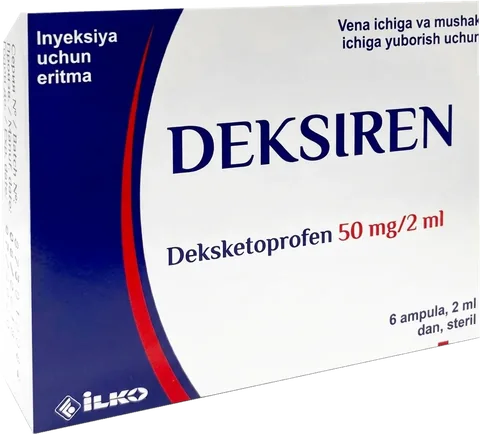 Inyeksiya
uchun
eritma
Vena ichiga va mushak
ichiga yuborish uchun
DEKSIREN
Deksketoprofen 50 mg/2 ml
6 ampula, 2 ml
dan, steril
İLKO